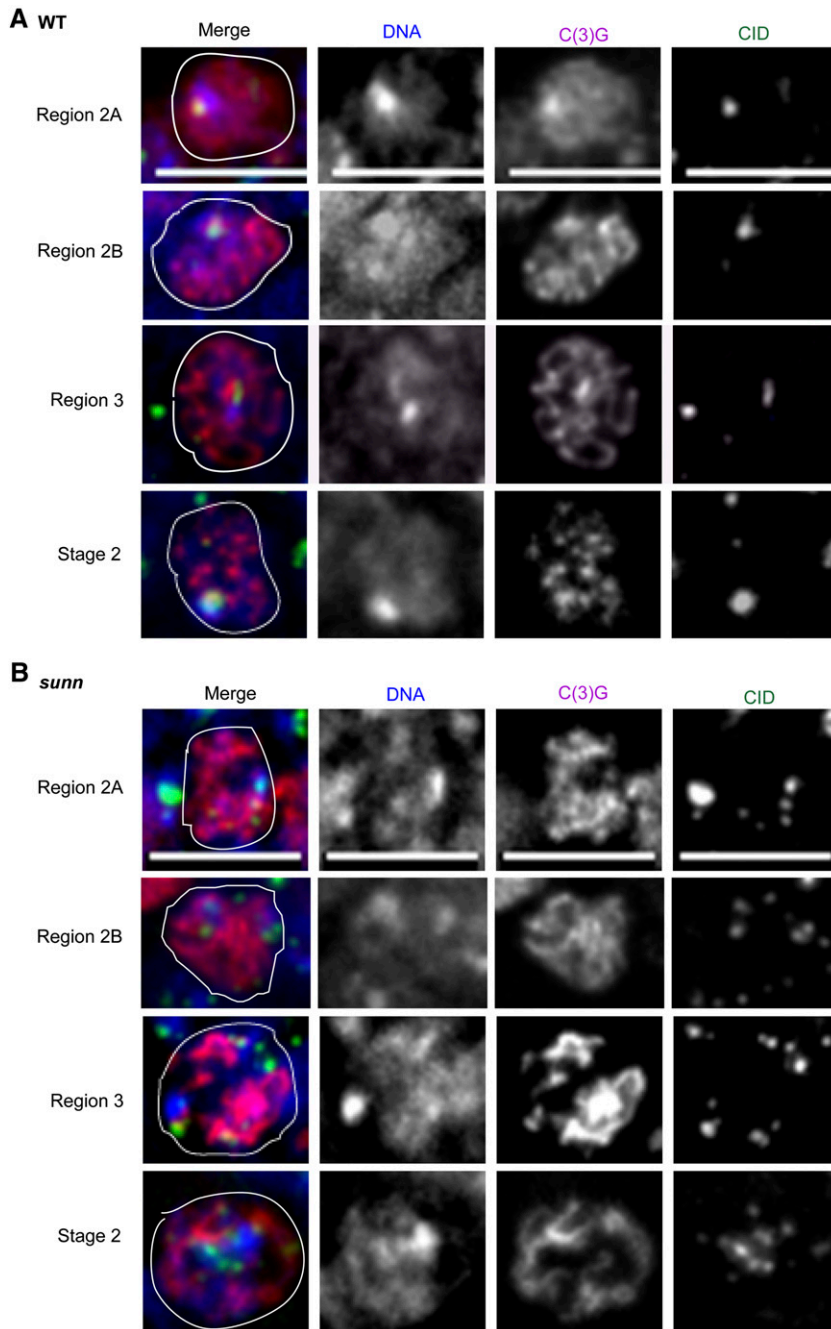 A WT
Merge DNA C(3)G CID
Region 2A
Region 2B
Region 3
Stage 2
B sunn
Merge DNA C(3)G CID
Region 2A
Region 2B
Region 3
Stage 2